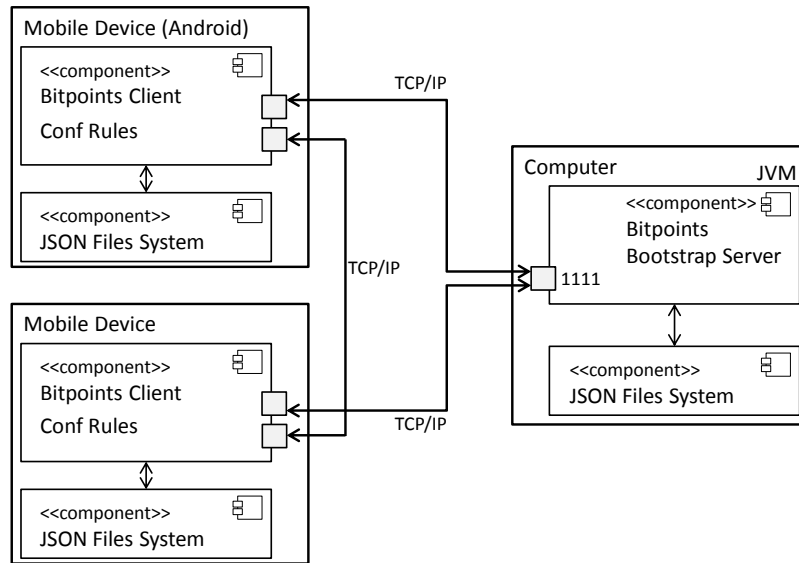 Mobile Device (Android)
<<component>>
Bitpoints Client
Conf Rules
<<component>>
JSON Files System
TCP/IP
TCP/IP
Computer
JVM
<<component>>
Bitpoints
Bootstrap Server
1111
<<component>>
JSON Files System
Mobile Device
<<component>>
Bitpoints Client
Conf Rules
TCP/IP
<<component>>
JSON Files System